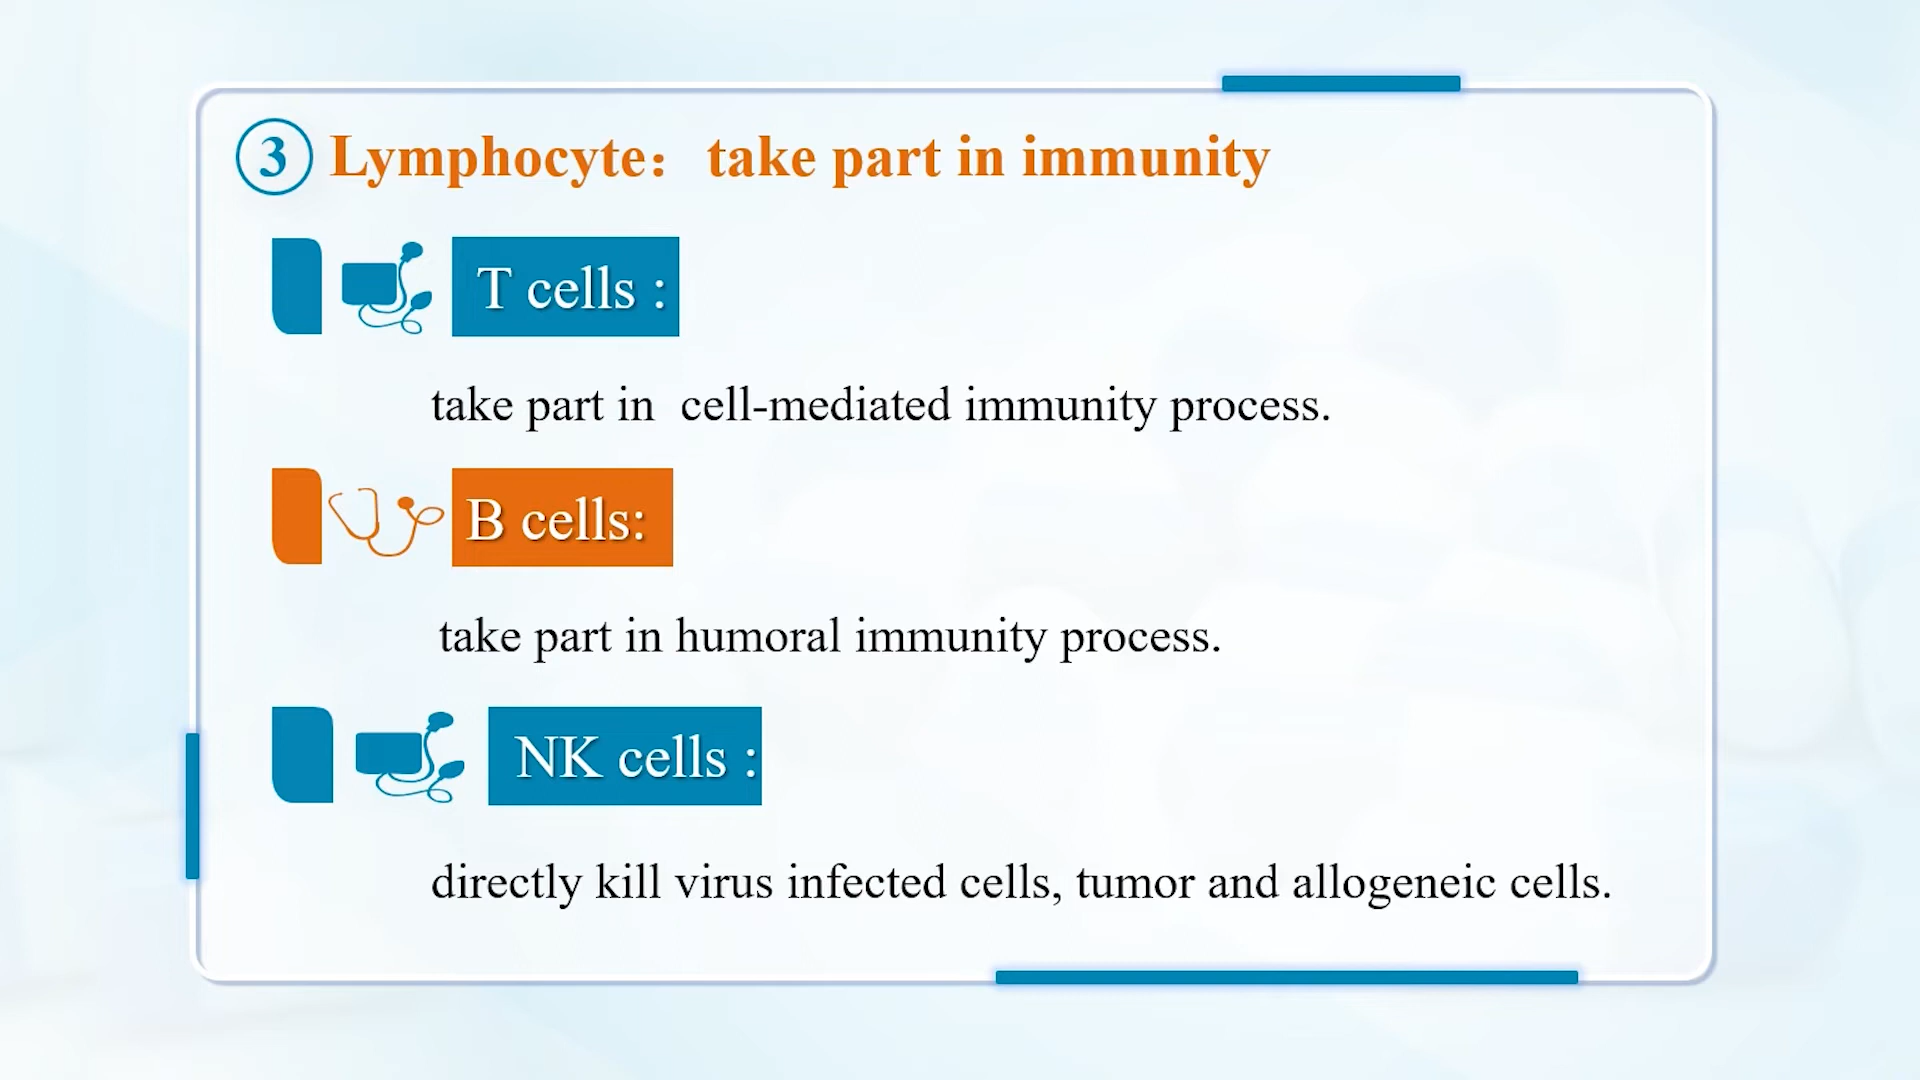 ③ Lymphocyte： take part in immunity
T cells :
take part in cell-mediated immunity process.
B cells:
take part in humoral immunity process.
NK cells :
directly kill virus infected cells, tumor and allogeneic cells.